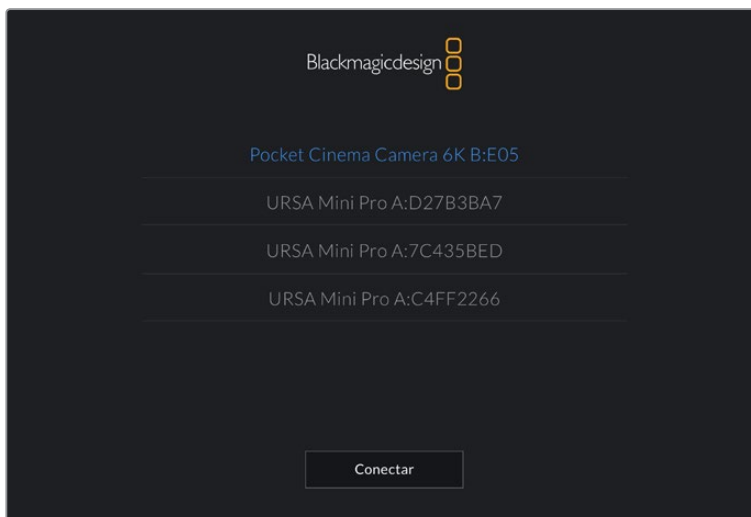 Blackmagicdesign
Pocket Cinema Camera 6K B:E05
URSA Mini Pro A:D27B3BA7
URSA Mini Pro A:7C435BED
URSA Mini Pro A:C4FF2266
Conectar